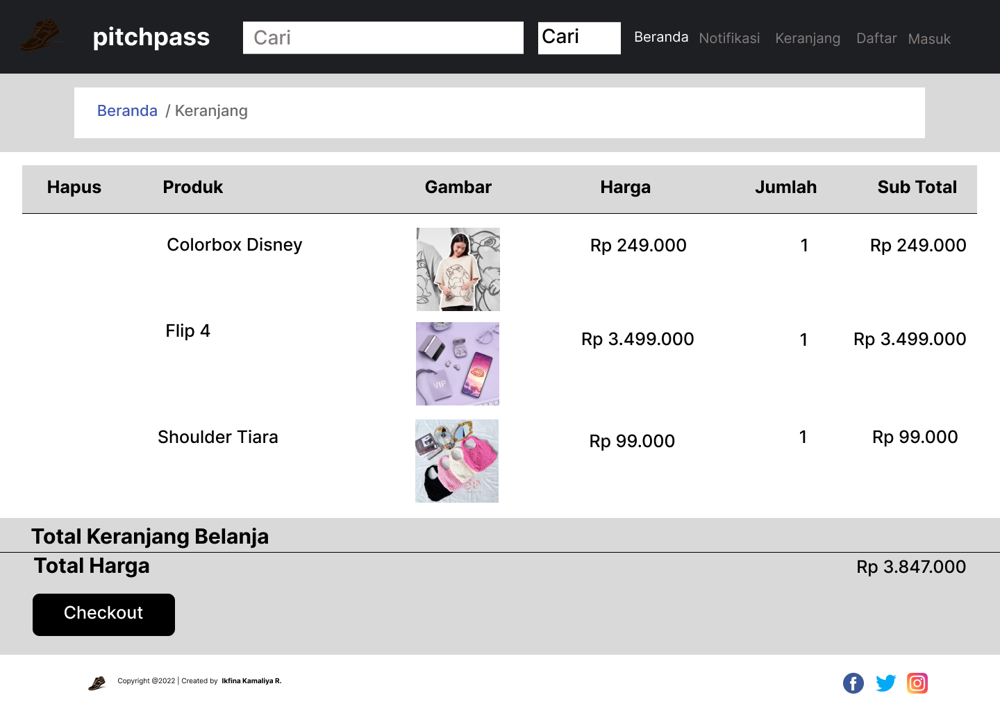 pitchpass Cari Cari Beranda Notifikasi Keranjang Daftar Masuk
Beranda / Keranjang
Hapus Produk Gambar Harga Jumlah Sub Total
Colorbox Disney Rp 249.000 1 Rp 249.000
Flip 4 Rp 3.499.000 1 Rp 3.499.000
VIP
Shoulder Tiara Rp 99.000 1 Rp 99.000
Total Keranjang Belanja
Total Harga Rp 3.847.000
Checkout
Copyright @2022 | Created by Ikfina Kamaliya R.